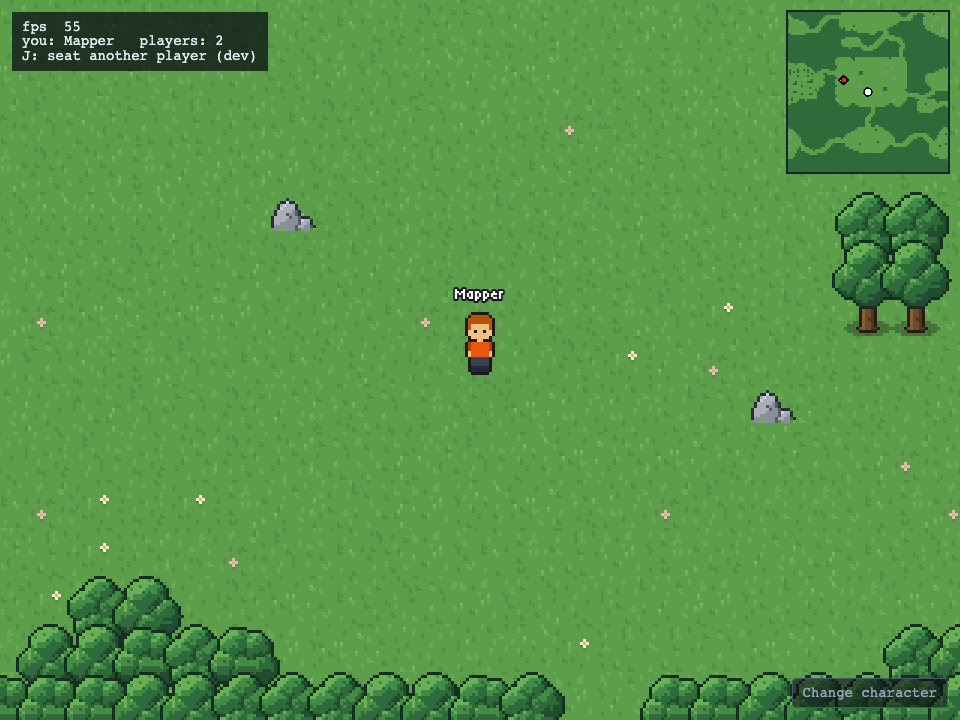 fps  55
you: Mapper   players: 2
J: seat another player (dev)
Mapper
Change character